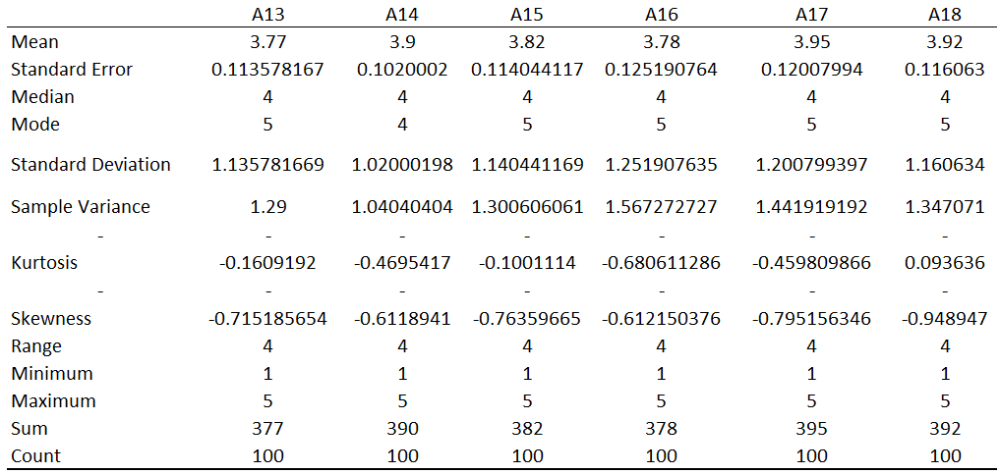 A13 A14 A15 A16 A17 A18
Mean 3.77 3.9 3.82 3.78 3.95 3.92
Standard Error 0.113578167 0.1020002 0.114044117 0.125190764 0.12007994 0.116063
Median 4 4 4 4 4 4
Mode 5 4 5 5 5 5
Standard Deviation 1.135781669 1.02000198 1.140441169 1.251907635 1.200799397 1.160634
Sample Variance 1.29 1.04040404 1.300606061 1.567272727 1.441919192 1.347071
- - - - - - -
Kurtosis -0.1609192 -0.4695417 -0.1001114 -0.680611286 -0.459809866 0.093636
- - - - - - -
Skewness -0.715185654 -0.6118941 -0.76359665 -0.612150376 -0.795156346 -0.948947
Range 4 4 4 4 4 4
Minimum 1 1 1 1 1 1
Maximum 5 5 5 5 5 5
Sum 377 390 382 378 395 392
Count 100 100 100 100 100 100